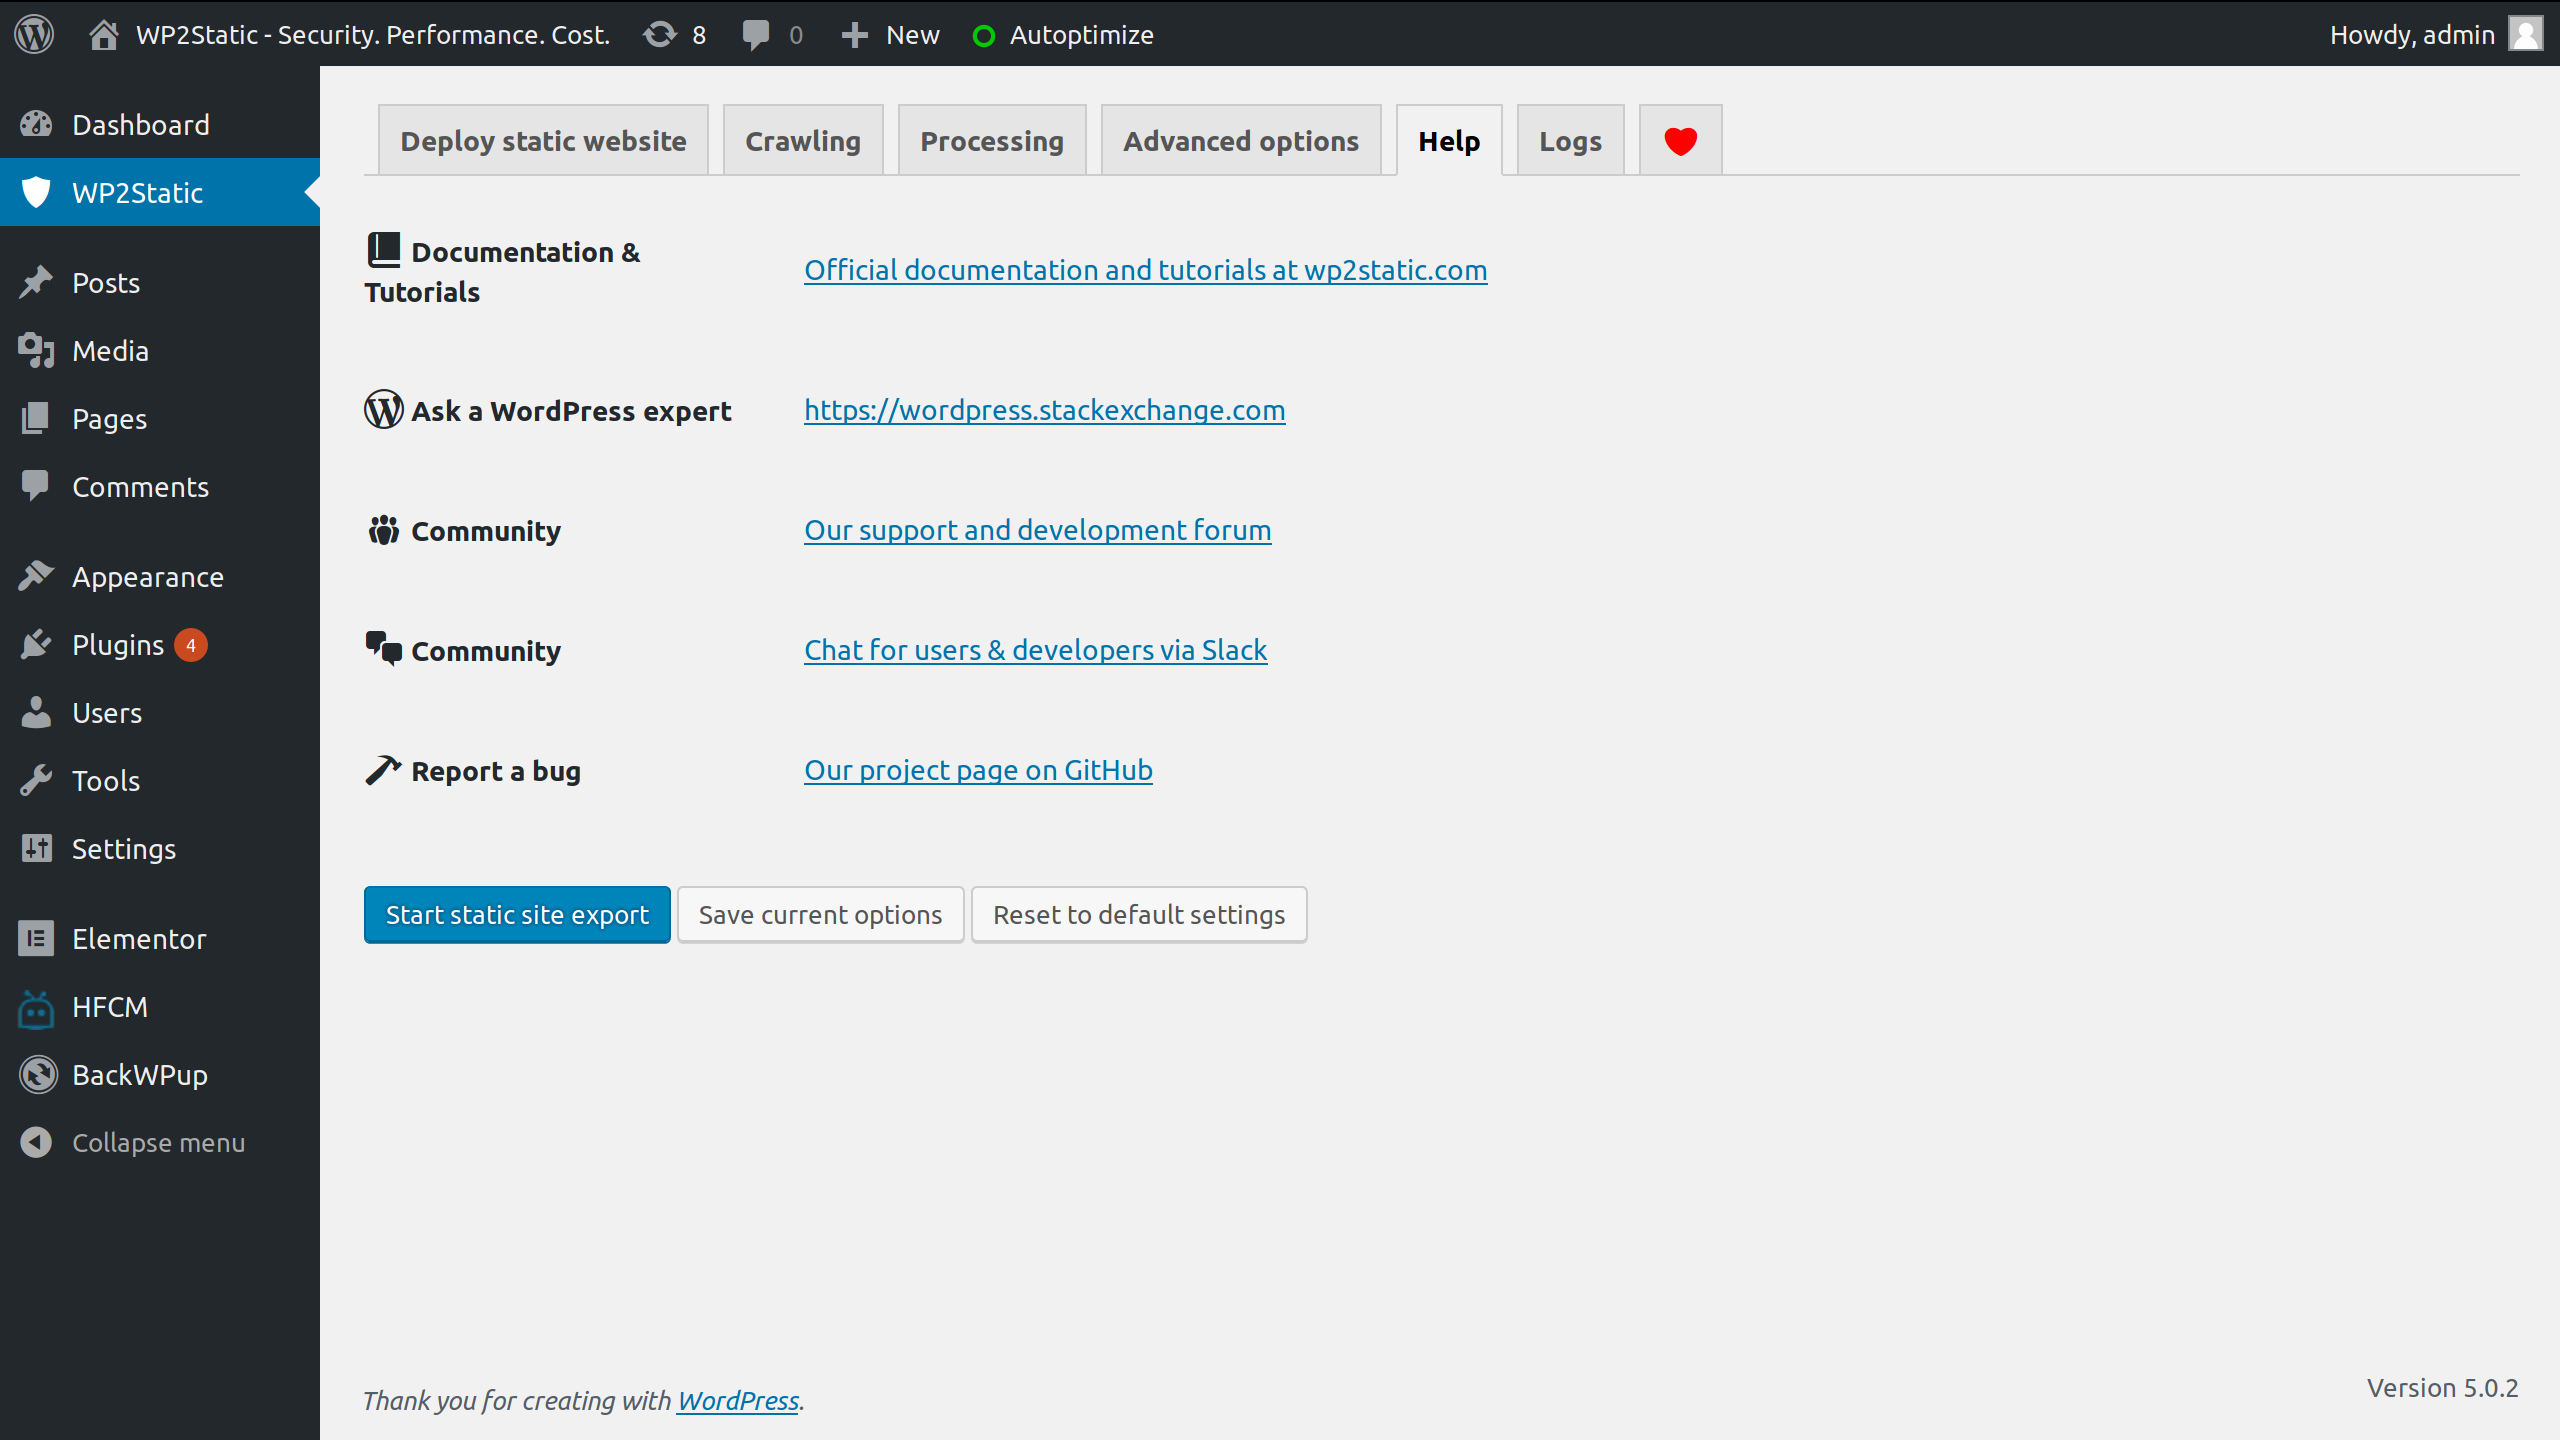 WP2Static - Security. Performance. Cost. 8 0 New Autoptimize Howdy, admin
Dashboard
WP2Static
Posts
Media
Pages
Comments
Appearance
Plugins 4
Users
Tools
Settings
Elementor
HFCM
BackWPup
Collapse menu
Deploy static website Crawling Processing Advanced options Help Logs
Documentation &
Tutorials
Official documentation and tutorials at wp2static.com
Ask a WordPress expert https://wordpress.stackexchange.com
Community Our support and development forum
Community Chat for users & developers via Slack
Report a bug Our project page on GitHub
Start static site export Save current options Reset to default settings
Thank you for creating with WordPress.
Version 5.0.2